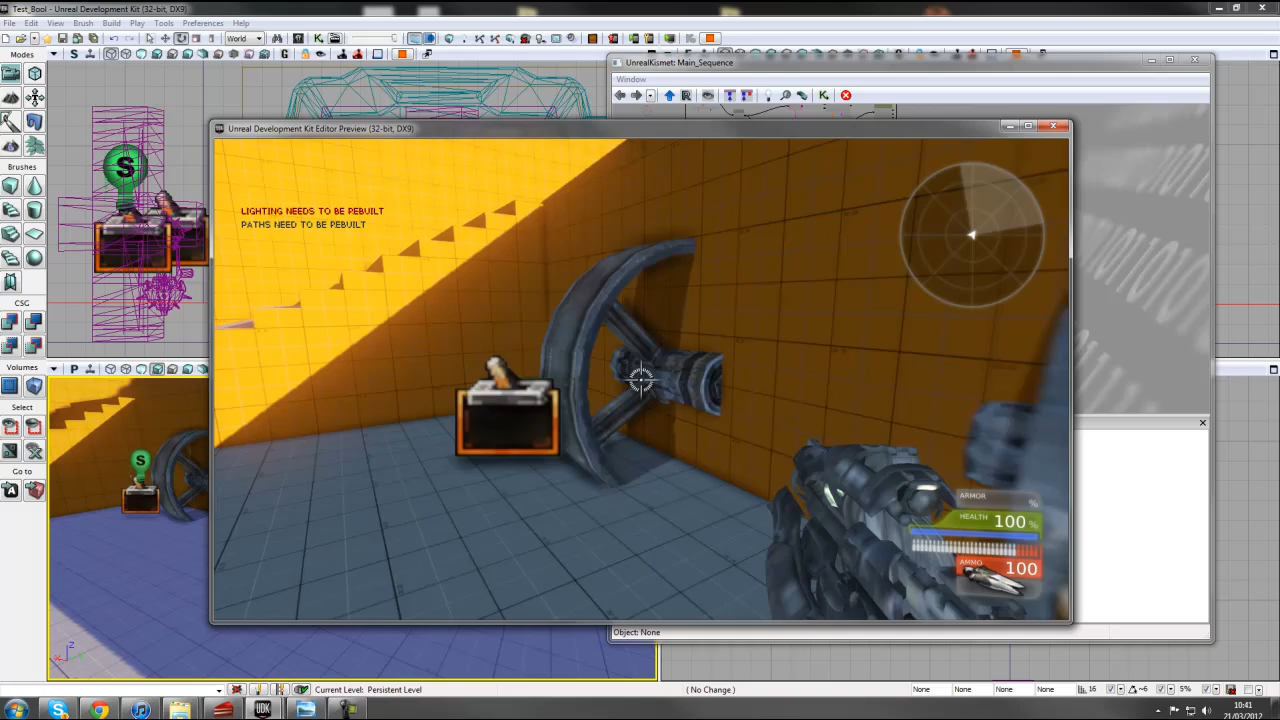 Test_Bool - Unreal Development Kit (32-bit, DX9)
File Edit View Brush Build Play Tools Preferences Help
World
Modes
G
UnrealKismet: Main_Sequence
Window
Unreal Development Kit Editor Preview (32-bit, DX9)
LIGHTING NEEDS TO BE REBUILT
PATHS NEED TO BE REBUILT
S
Brushes
CSG
Volumes
P
Select
Go to
S
ARMOR
%
HEALTH 100 %
AMMO 100
Object: None
Z
Current Level: Persistent Level
( No Change )
None None None None 16 ~6 5%
UDK
10:41
21/03/2012